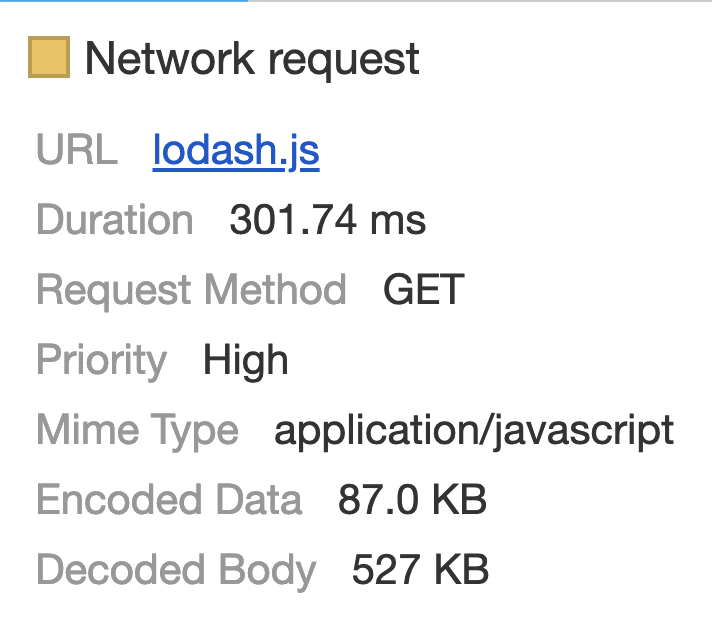 Network request
URL lodash.js
Duration 301.74 ms
Request Method GET
Priority High
Mime Type application/javascript
Encoded Data 87.0 KB
Decoded Body 527 KB